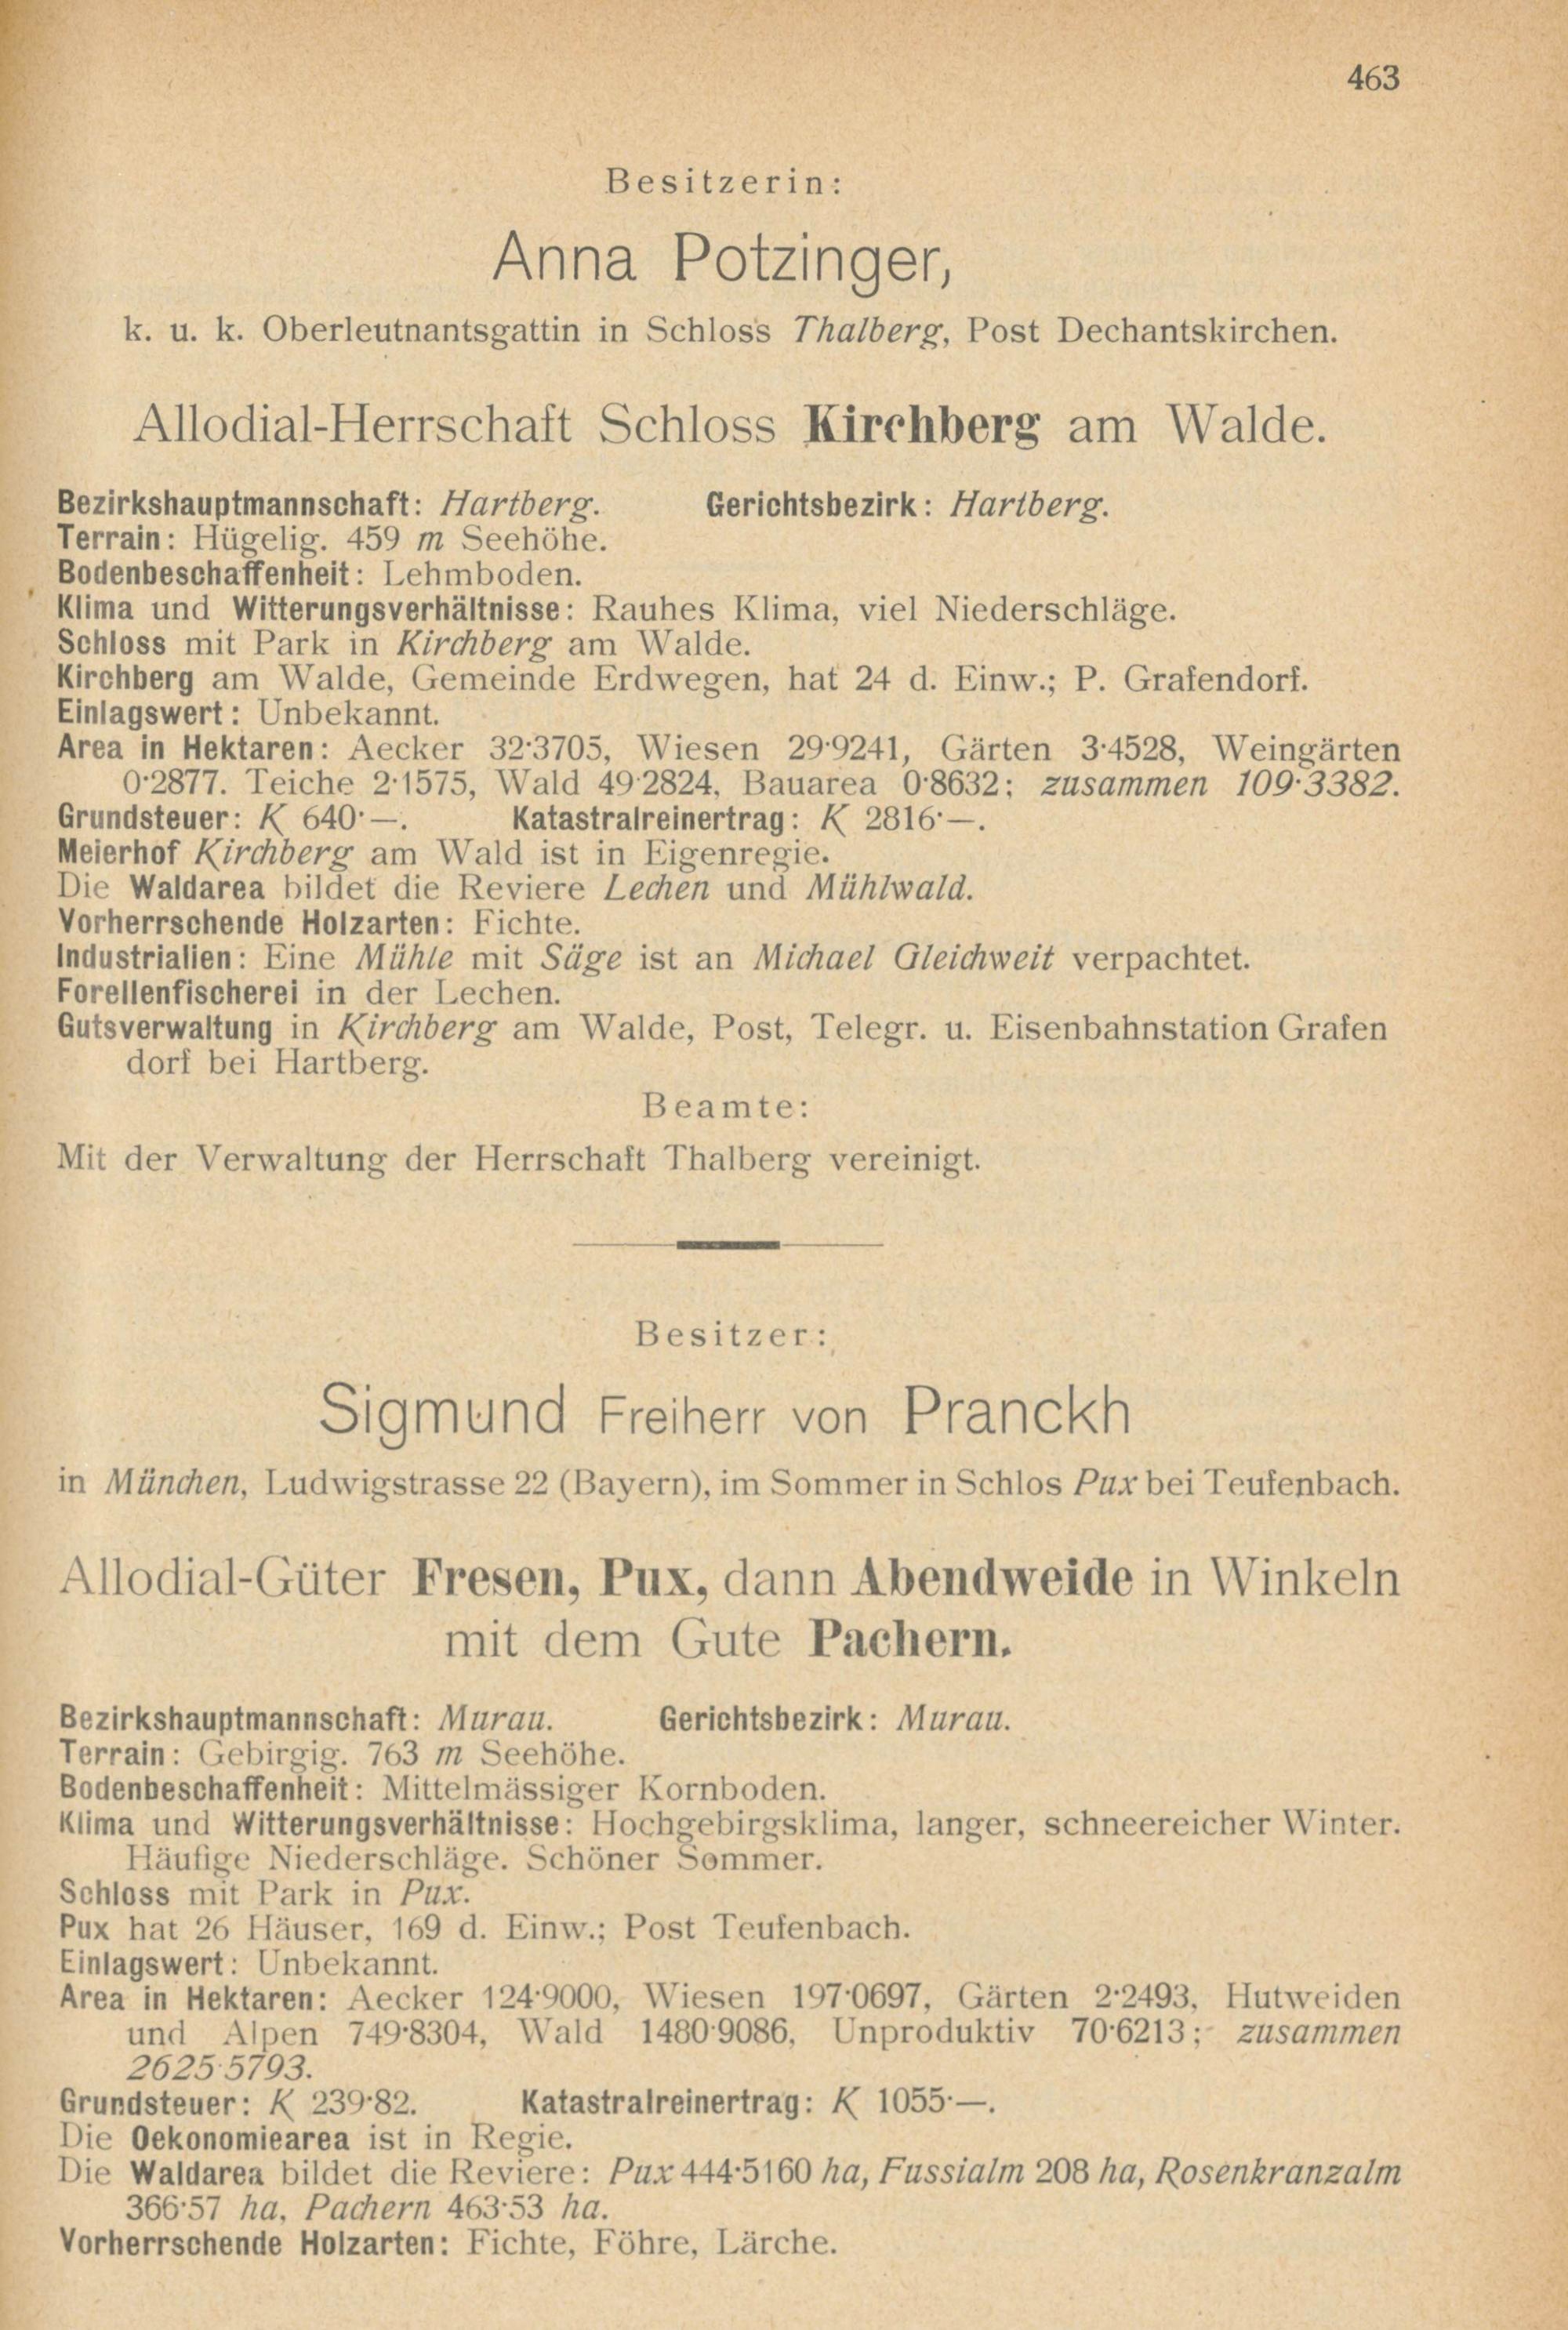 463
Besitzerin:
Anna Potzinger,
k. u. k. Oberleutnantsgattin in Schloss Thalberg, Post Dechantskirchen.
Allodial-Herrschaft Schloss Kirchberg am Walde.
Bezirkshauptmannschaft: Hartberg. Gerichtsbezirk: Hartberg.
Terrain: Hügelig. 459 m Seehöhe.
Bodenbeschaffenheit: Lehmboden.
Klima und Witterungsverhältnisse: Rauhes Klima, viel Niederschläge.
Schloss mit Park in Kirchberg am Walde.
Kirchberg am Walde, Gemeinde Erdwegen, hat 24 d. Einw.; P. Grafendorf.
Einlagswert: Unbekannt.
Area in Hektaren: Aecker 32·3705, Wiesen 29·9241, Gärten 3·4528, Weingärten
0·2877. Teiche 2·1575, Wald 49·2824, Bauarea 0·8632; zusammen 109·3382.
Grundsteuer: K 640·—. Katastralreinertrag: K 2816·—.
Meierhof Kirchberg am Wald ist in Eigenregie.
Die Waldarea bildet die Reviere Lechen und Mühlwald.
Vorherrschende Holzarten: Fichte.
Industrialien: Eine Mühle mit Säge ist an Michael Gleichweit verpachtet.
Forellenfischerei in der Lechen.
Gutsverwaltung in Kirchberg am Walde, Post, Telegr. u. Eisenbahnstation Grafen
dorf bei Hartberg.
Beamte:
Mit der Verwaltung der Herrschaft Thalberg vereinigt.
Besitzer:
Sigmund Freiherr von Pranckh
in München, Ludwigstrasse 22 (Bayern), im Sommer in Schlos Pux bei Teufenbach.
Allodial-Güter Fresen, Pux, dann Abendweide in Winkeln
mit dem Gute Pachern.
Bezirkshauptmannschaft: Murau. Gerichtsbezirk: Murau.
Terrain: Gebirgig. 763 m Seehöhe.
Bodenbeschaffenheit: Mittelmässiger Kornboden.
Klima und Witterungsverhältnisse: Hochgebirgsklima, langer, schneereicher Winter.
Häufige Niederschläge. Schöner Sommer.
Schloss mit Park in Pux.
Pux hat 26 Häuser, 169 d. Einw.; Post Teufenbach.
Einlagswert: Unbekannt.
Area in Hektaren: Aecker 124·9000, Wiesen 197·0697, Gärten 2·2493, Hutweiden
und Alpen 749·8304, Wald 1480·9086, Unproduktiv 70·6213; zusammen
2625·5793.
Grundsteuer: K 239·82. Katastralreinertrag: K 1055·—.
Die Oekonomiearea ist in Regie.
Die Waldarea bildet die Reviere: Pux 444·5160 ha, Fussialm 208 ha, Rosenkranzalm
366·57 ha, Pachern 463·53 ha.
Vorherrschende Holzarten: Fichte, Föhre, Lärche.